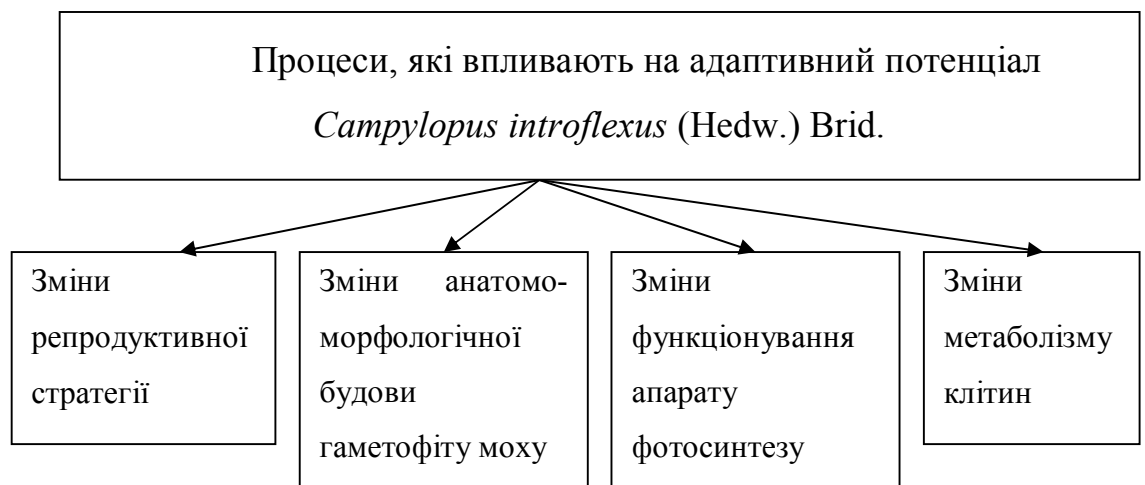 Процеси, які впливають на адаптивний потенціал
Campylopus introflexus (Hedw.) Brid.
Зміни
репродуктивної
стратегії
Зміни анатомо-
морфологічної
будови
гаметофіту моху
Зміни
функціонування
апарату
фотосинтезу
Зміни
метаболізму
клітин